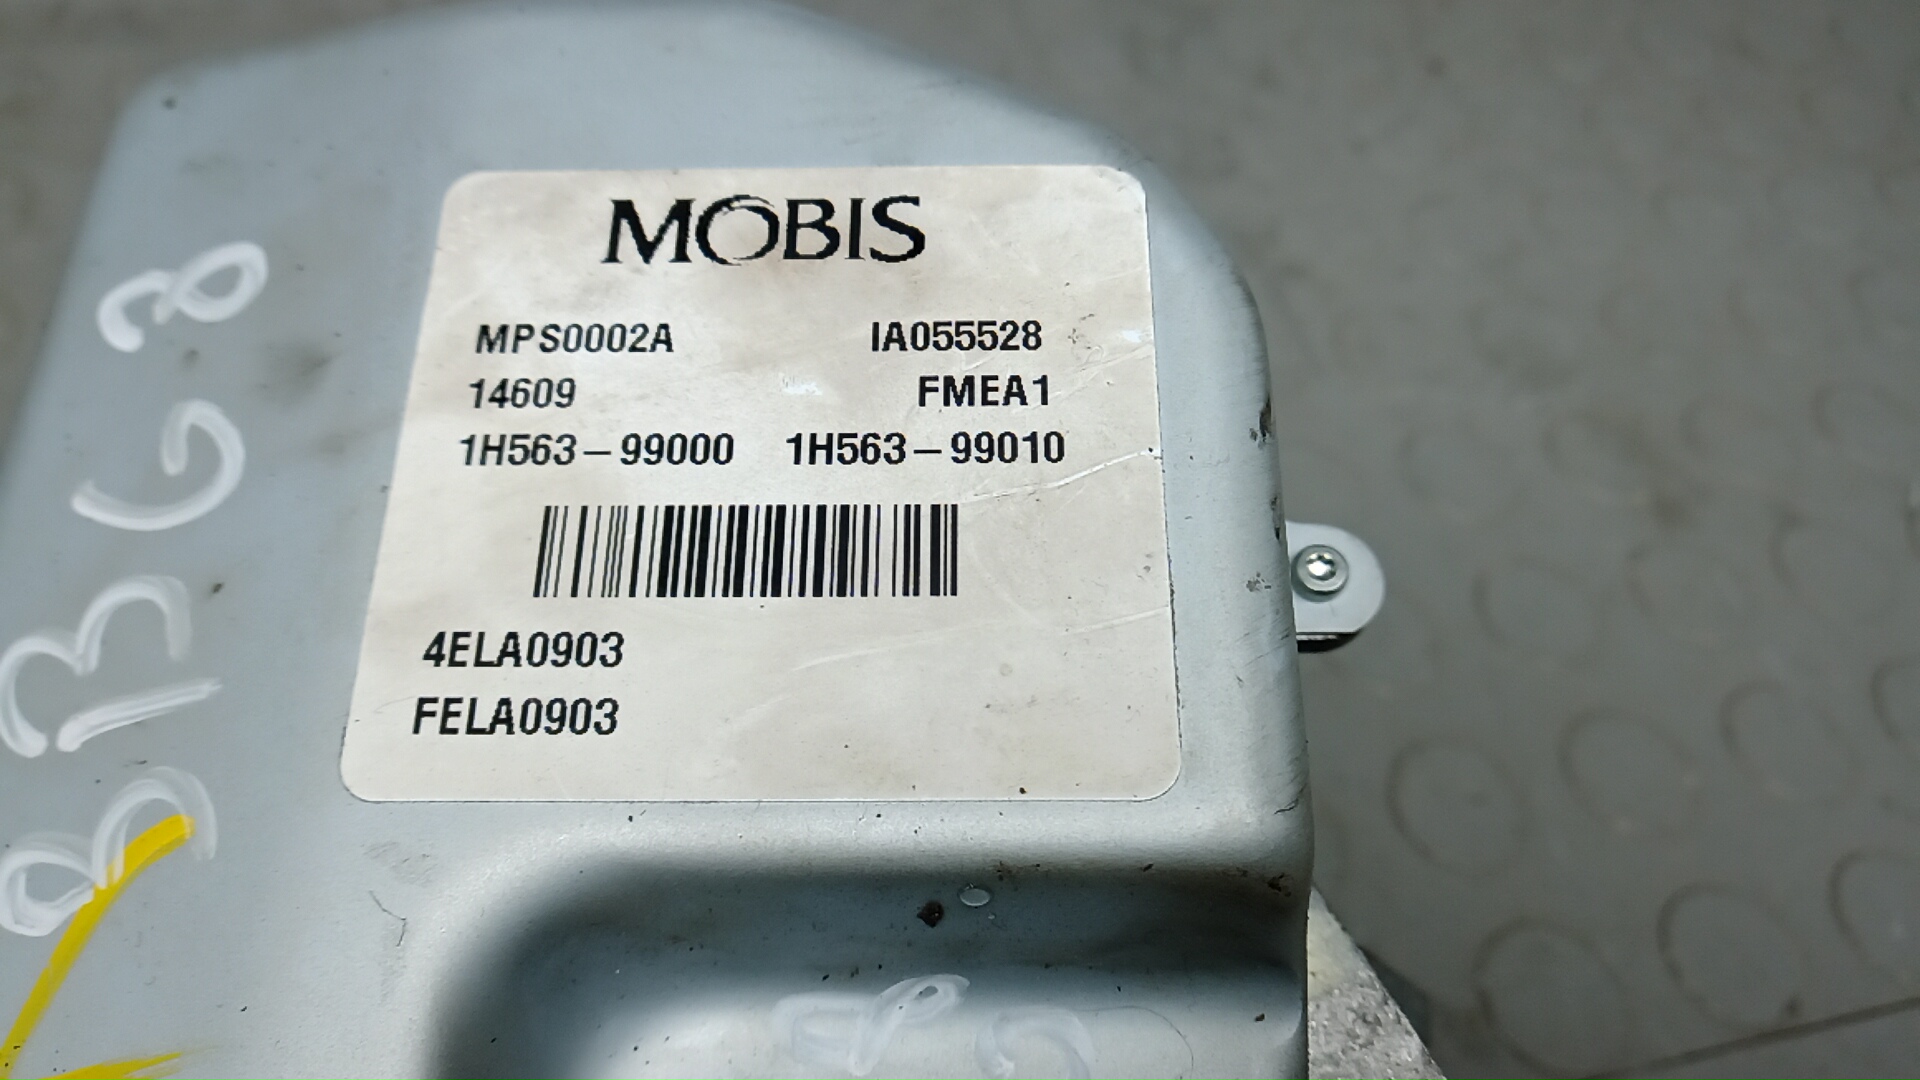 MOBIS
MPS0002A IA055528
14609 FMEA1
1H563-99000 1H563-99010
4ELA0903
FELA0903